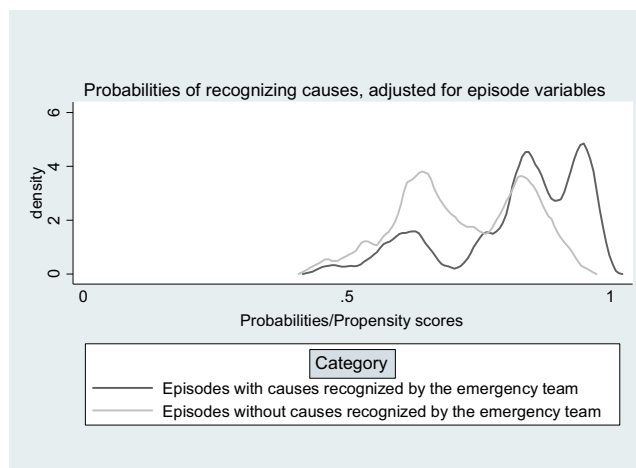 Probabilities of recognizing causes, adjusted for episode variables
6
4
2
0
density
0 .5 1
Probabilities/Propensity scores
Category
Episodes with causes recognized by the emergency team
Episodes without causes recognized by the emergency team